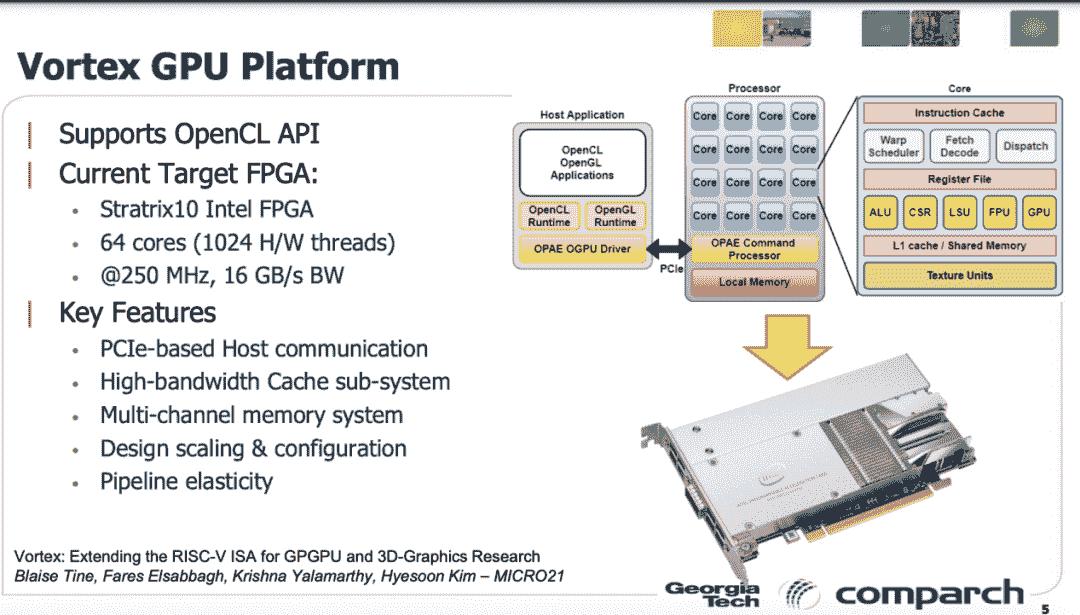 Vortex GPU Platform
Supports OpenCL API
Current Target FPGA:
Stratrix10 Intel FPGA
64 cores (1024 H/W threads)
@250 MHz, 16 GB/s BW
Key Features
PCIe-based Host communication
High-bandwidth Cache sub-system
Multi-channel memory system
Design scaling & configuration
Pipeline elasticity
Host Application
OpenCL
OpenGL
Applications
OpenCL
Runtime
OpenGL
Runtime
OPAE OGPU Driver
PCIe
Processor
Core Core Core Core
Core Core Core Core
Core Core Core Core
Core Core Core Core
OPAE Command
Processor
Local Memory
Core
Instruction Cache
Warp
Scheduler
Fetch
Decode
Dispatch
Register File
ALU CSR LSU FPU GPU
L1 cache / Shared Memory
Texture Units
Vortex: Extending the RISC-V ISA for GPGPU and 3D-Graphics Research
Blaise Tine, Fares Elsabbagh, Krishna Yalamarthy, Hyesoon Kim – MICRO21
Georgia
Tech
comparch
5